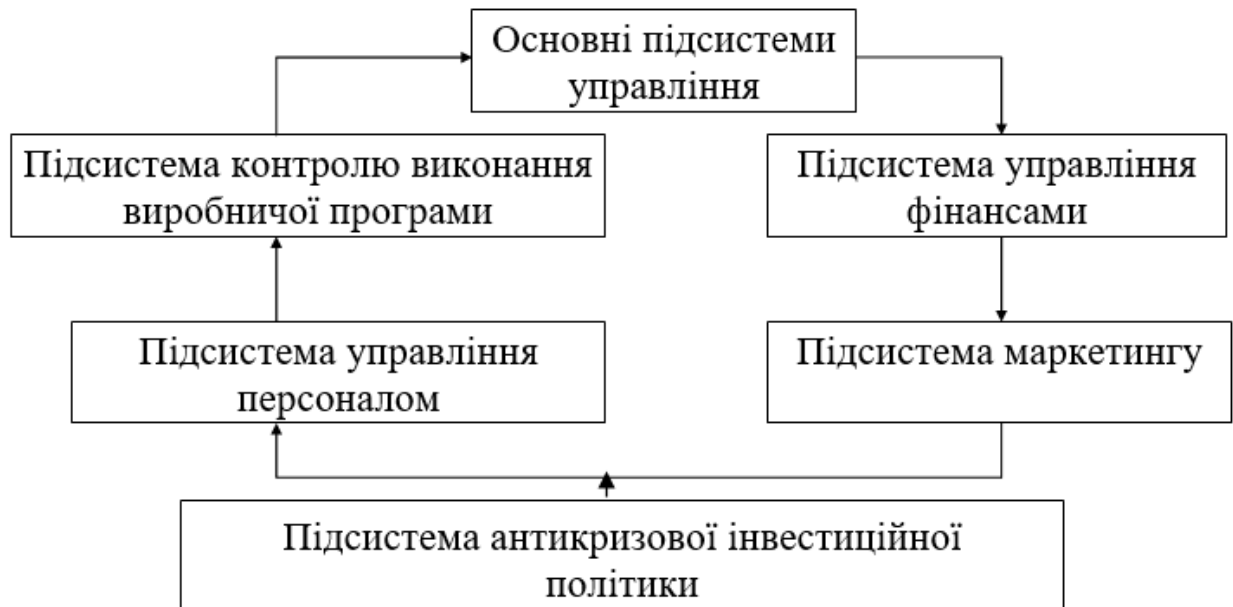 Основні підсистеми
управління
Підсистема контролю виконання
виробничої програми
Підсистема управління
фінансами
Підсистема управління
персоналом
Підсистема маркетингу
Підсистема антикризової інвестиційної
політики